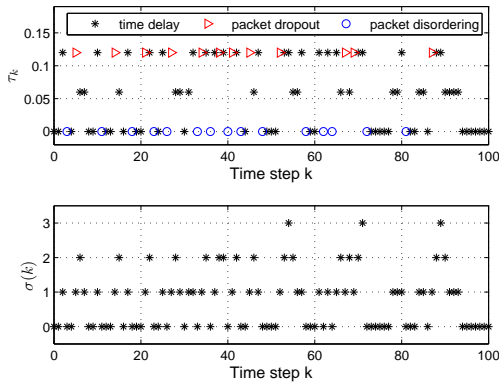 time delay packet dropout packet disordering
0.15
0.1
0.05
0
τk
0 20 40 60 80 100
Time step k
3
2
1
0
σ(k)
0 20 40 60 80 100
Time step k